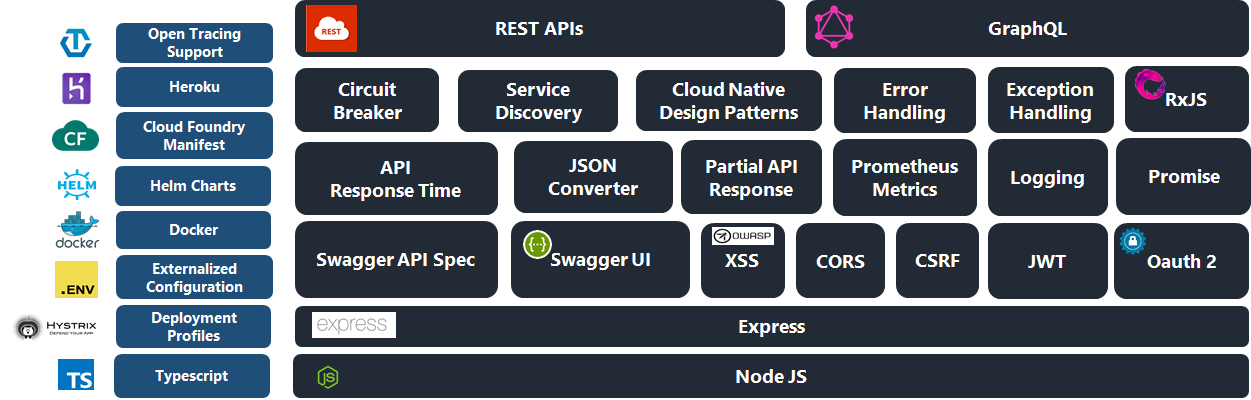 Open Tracing
Support
Heroku
CF
Cloud Foundry
Manifest
HELM
Helm Charts
docker
Docker
.ENV
Externalized
Configuration
HYSTRIX
DEFEND YOUR APP
Deployment
Profiles
TS
Typescript
REST
REST APIs
GraphQL
Circuit
Breaker
Service
Discovery
Cloud Native
Design Patterns
Error
Handling
Exception
Handling
RxJS
API
Response Time
JSON
Converter
Partial API
Response
Prometheus
Metrics
Logging
Promise
Swagger API Spec
{··}
Swagger UI
OWASP
XSS
CORS
CSRF
JWT
Oauth 2
express
Express
JS
Node JS